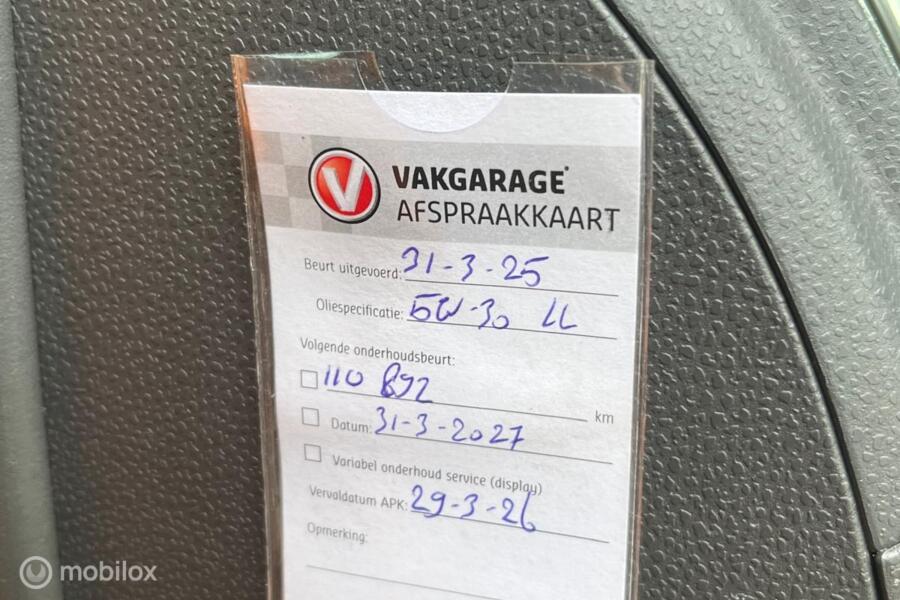 V VAKGARAGE®
AFSPRAAKKAART
Beurt uitgevoerd: 31-3-25
Oliespecificatie: 5W-30 LL
Volgende onderhoudsbeurt:
110 892 km
Datum: 31-3-2027
Variabel onderhoud service (display)
Vervaldatum APK: 29-3-26
Opmerking:
mobilox